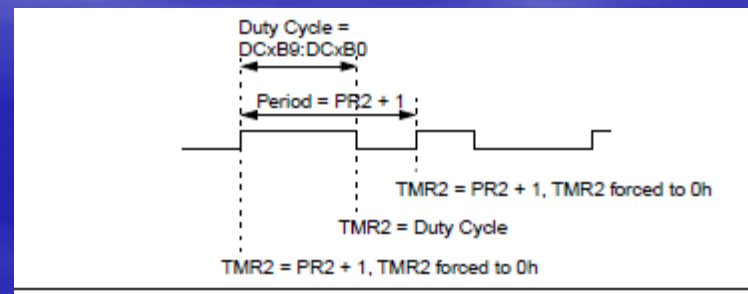 Duty Cycle =
DCxB9:DCxB0
Period = PR2 + 1
TMR2 = PR2 + 1, TMR2 forced to 0h
TMR2 = Duty Cycle
TMR2 = PR2 + 1, TMR2 forced to 0h